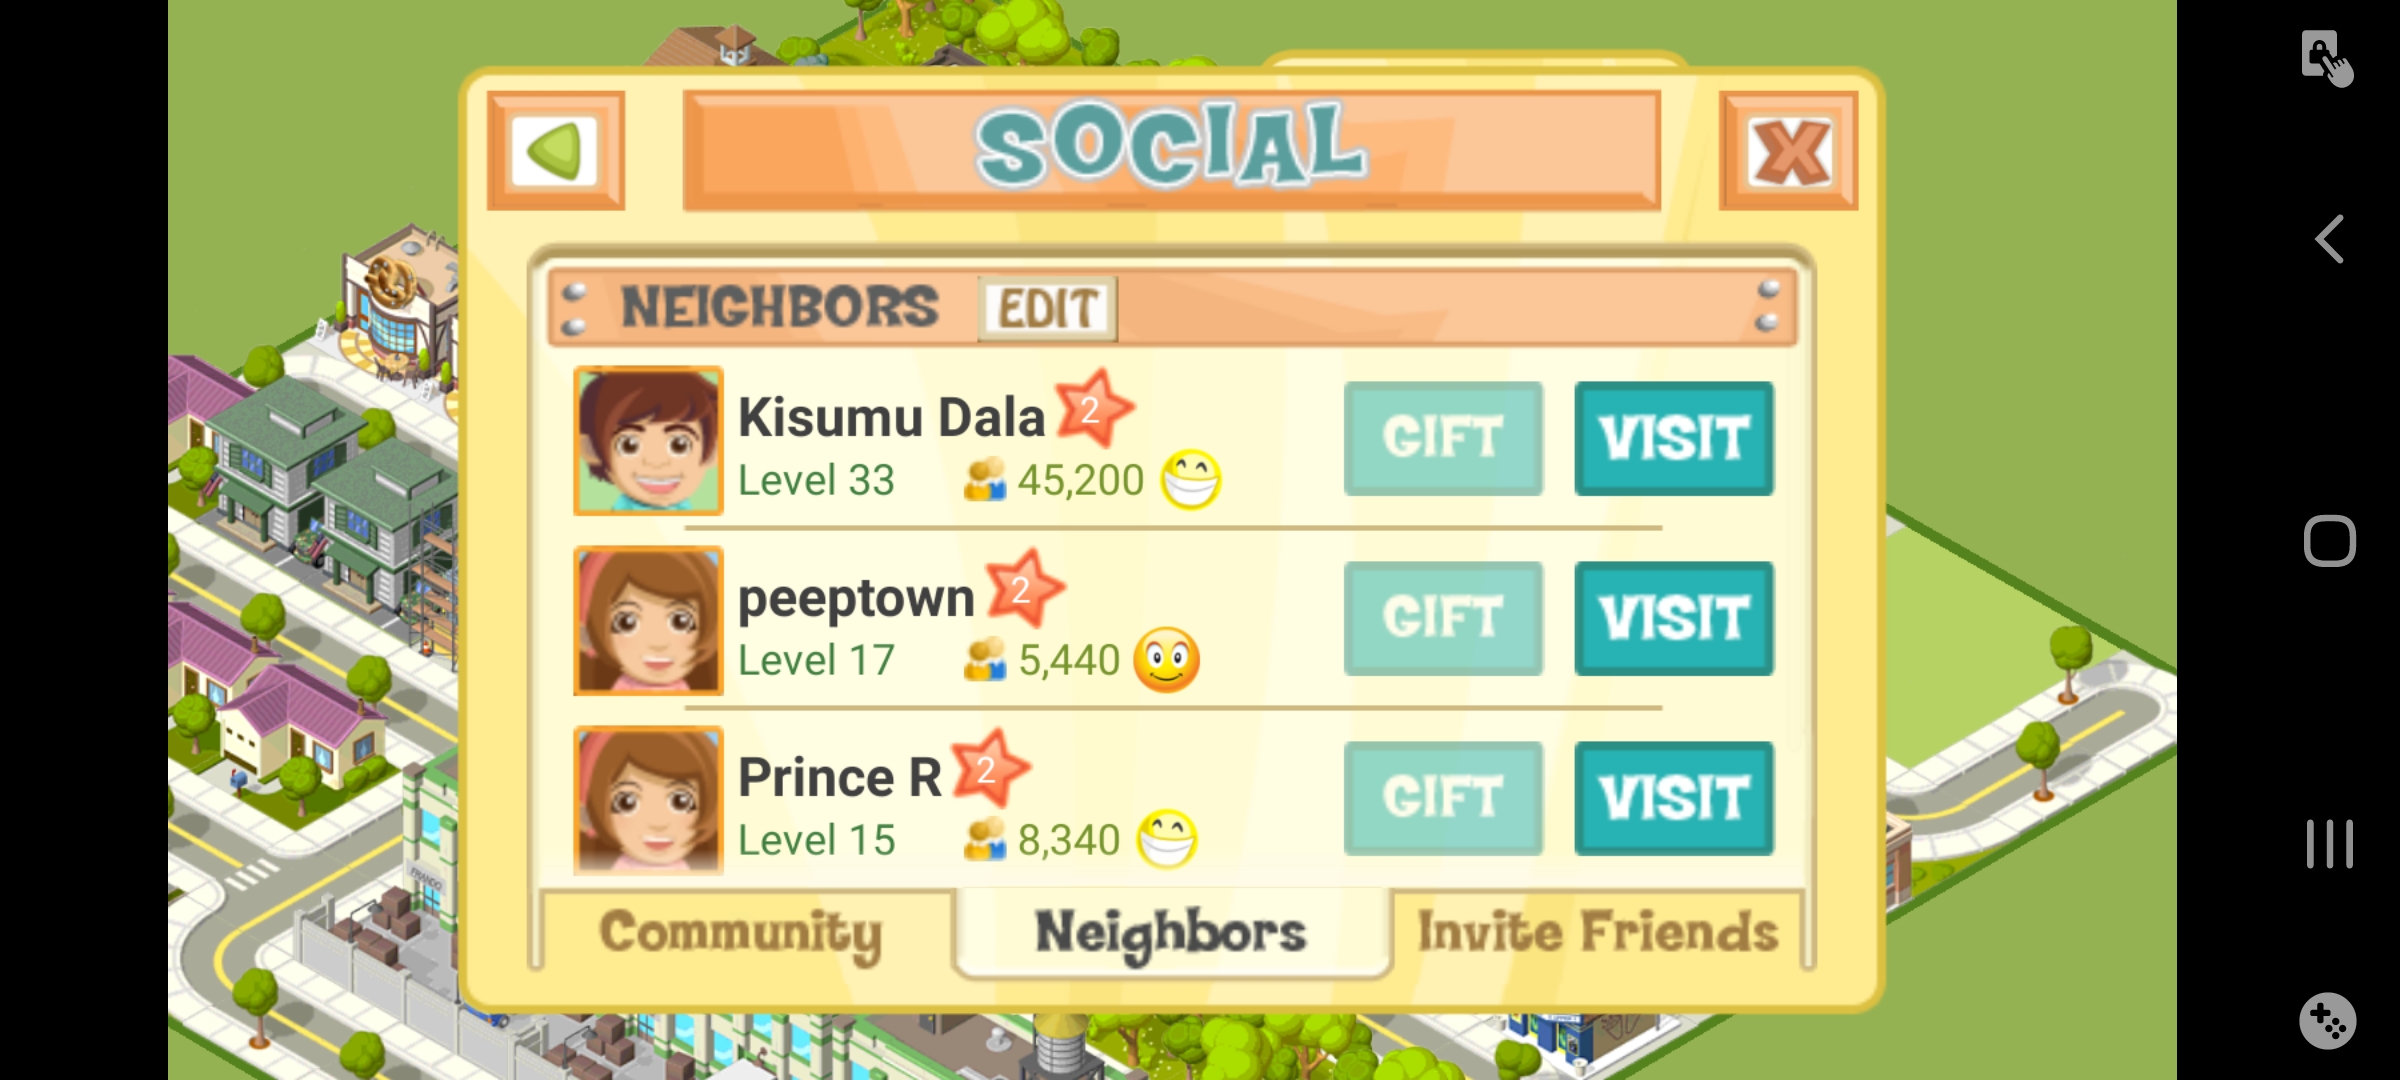 SOCIAL
NEIGHBORS EDIT
Kisumu Dala 2
Level 33 45,200
GIFT VISIT
peeptown 2
Level 17 5,440
GIFT VISIT
Prince R 2
Level 15 8,340
GIFT VISIT
Community Neighbors Invite Friends